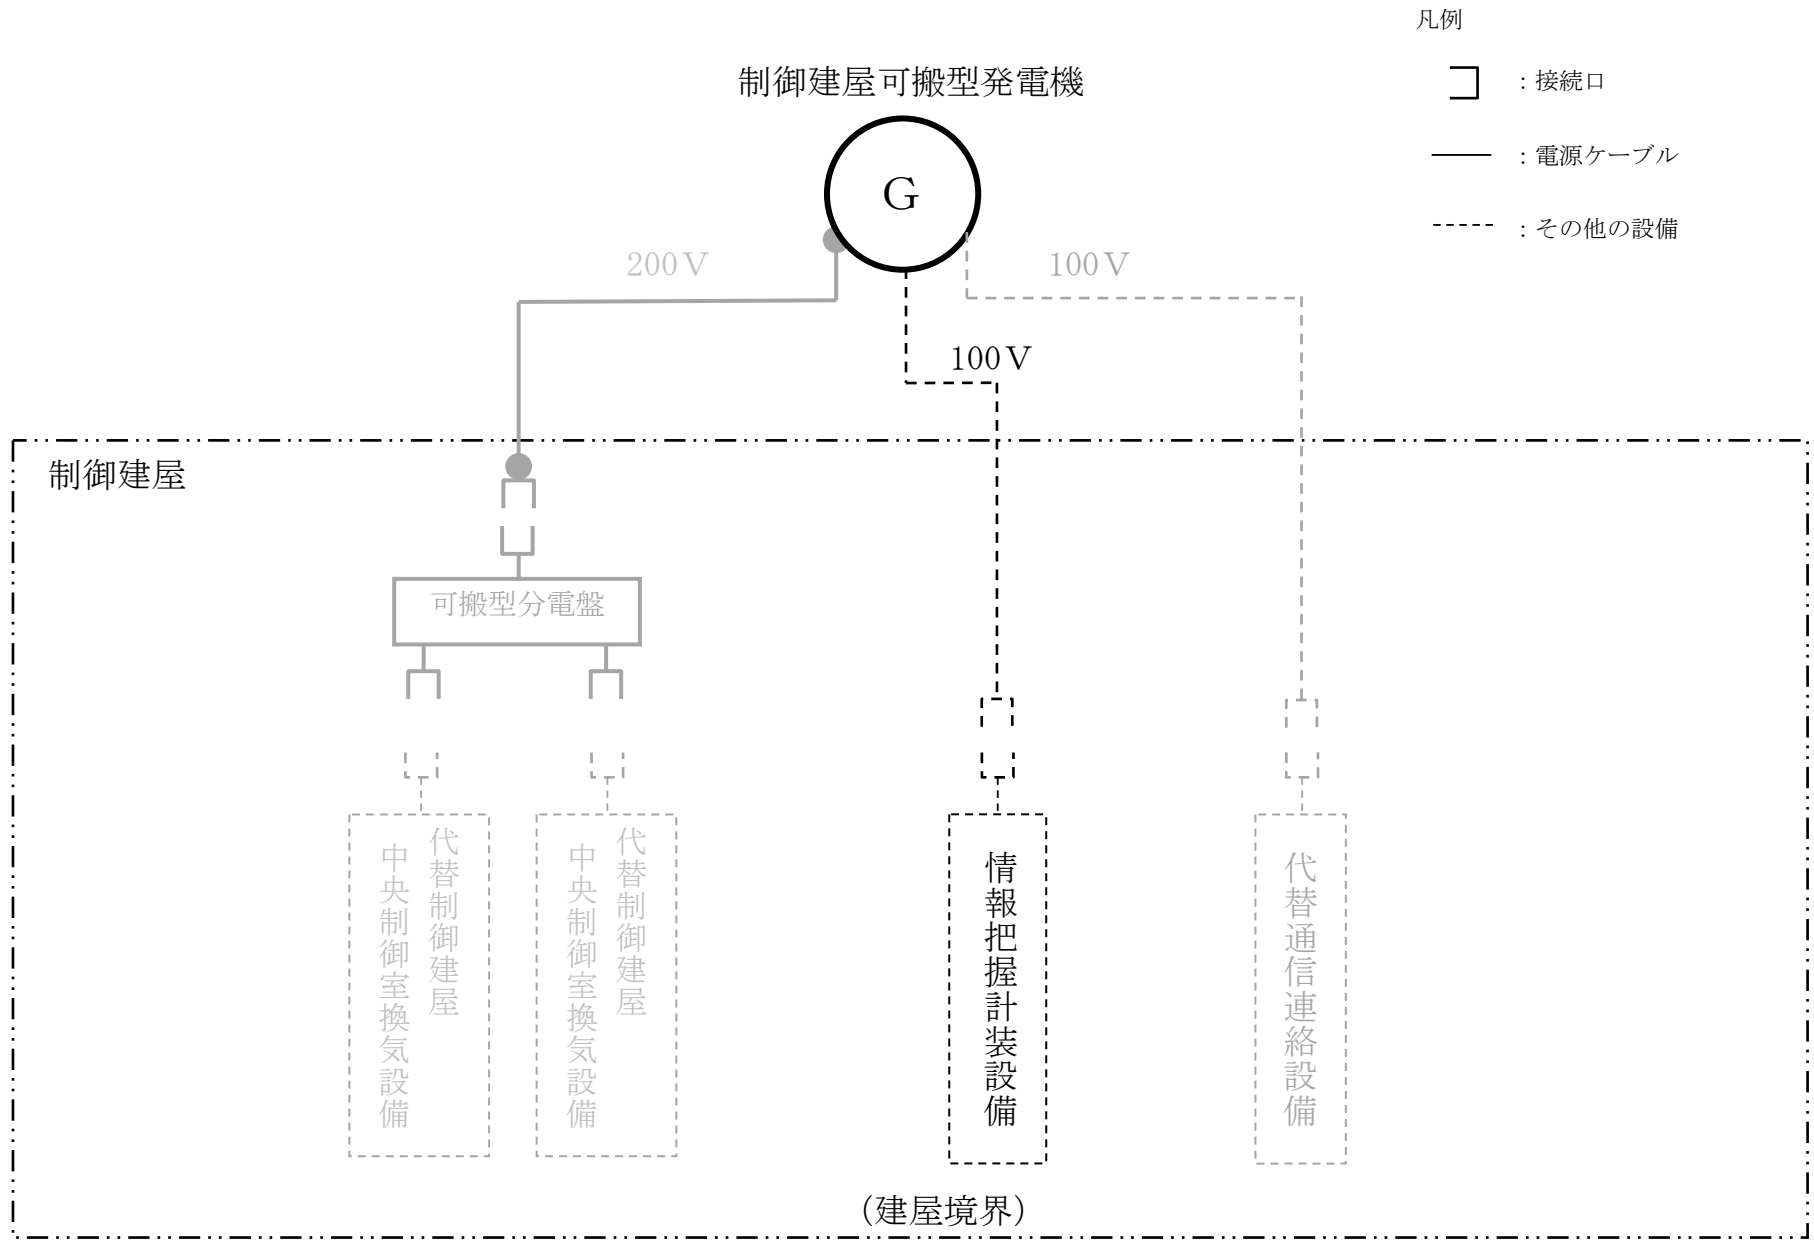 凡例
：接続口
：電源ケーブル
：その他の設備
制御建屋可搬型発電機
G
200V
100V
100V
制御建屋
可搬型分電盤
代替制御建屋
中央制御室換気設備
代替制御建屋
中央制御室換気設備
情報把握計装設備
代替通信連絡設備
（建屋境界）